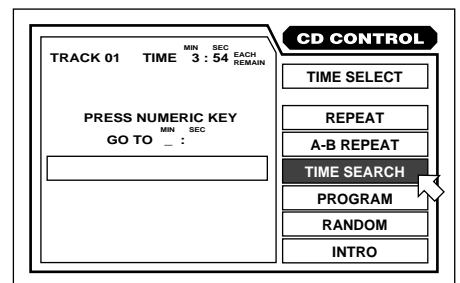 CD CONTROL
MIN SEC
TRACK 01 TIME 3 : 54 EACH REMAIN
TIME SELECT
PRESS NUMERIC KEY
MIN SEC
GO TO _ :
REPEAT
A-B REPEAT
TIME SEARCH
PROGRAM
RANDOM
INTRO